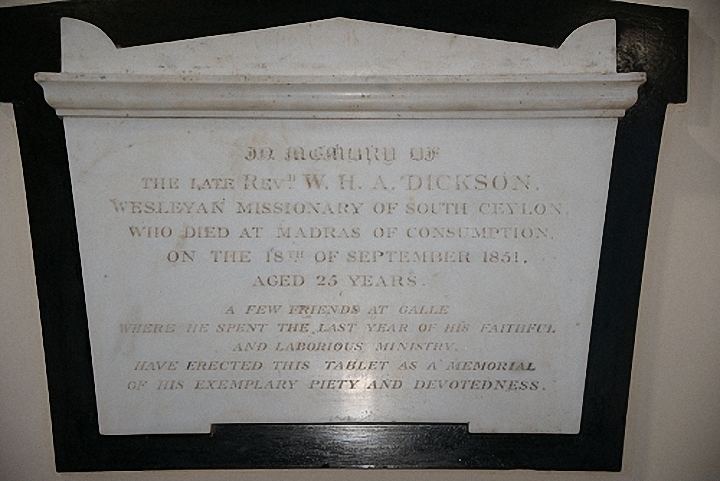 IN MEMORY OF
THE LATE REVD W. H. A. DICKSON.
WESLEYAN MISSIONARY OF SOUTH CEYLON,
WHO DIED AT MADRAS OF CONSUMPTION,
ON THE 18TH OF SEPTEMBER 1851.
AGED 25 YEARS.
A FEW FRIENDS AT GALLE
WHERE HE SPENT THE LAST YEAR OF HIS FAITHFUL
AND LABORIOUS MINISTRY.
HAVE ERECTED THIS TABLET AS A MEMORIAL
OF HIS EXEMPLARY PIETY AND DEVOTEDNESS.